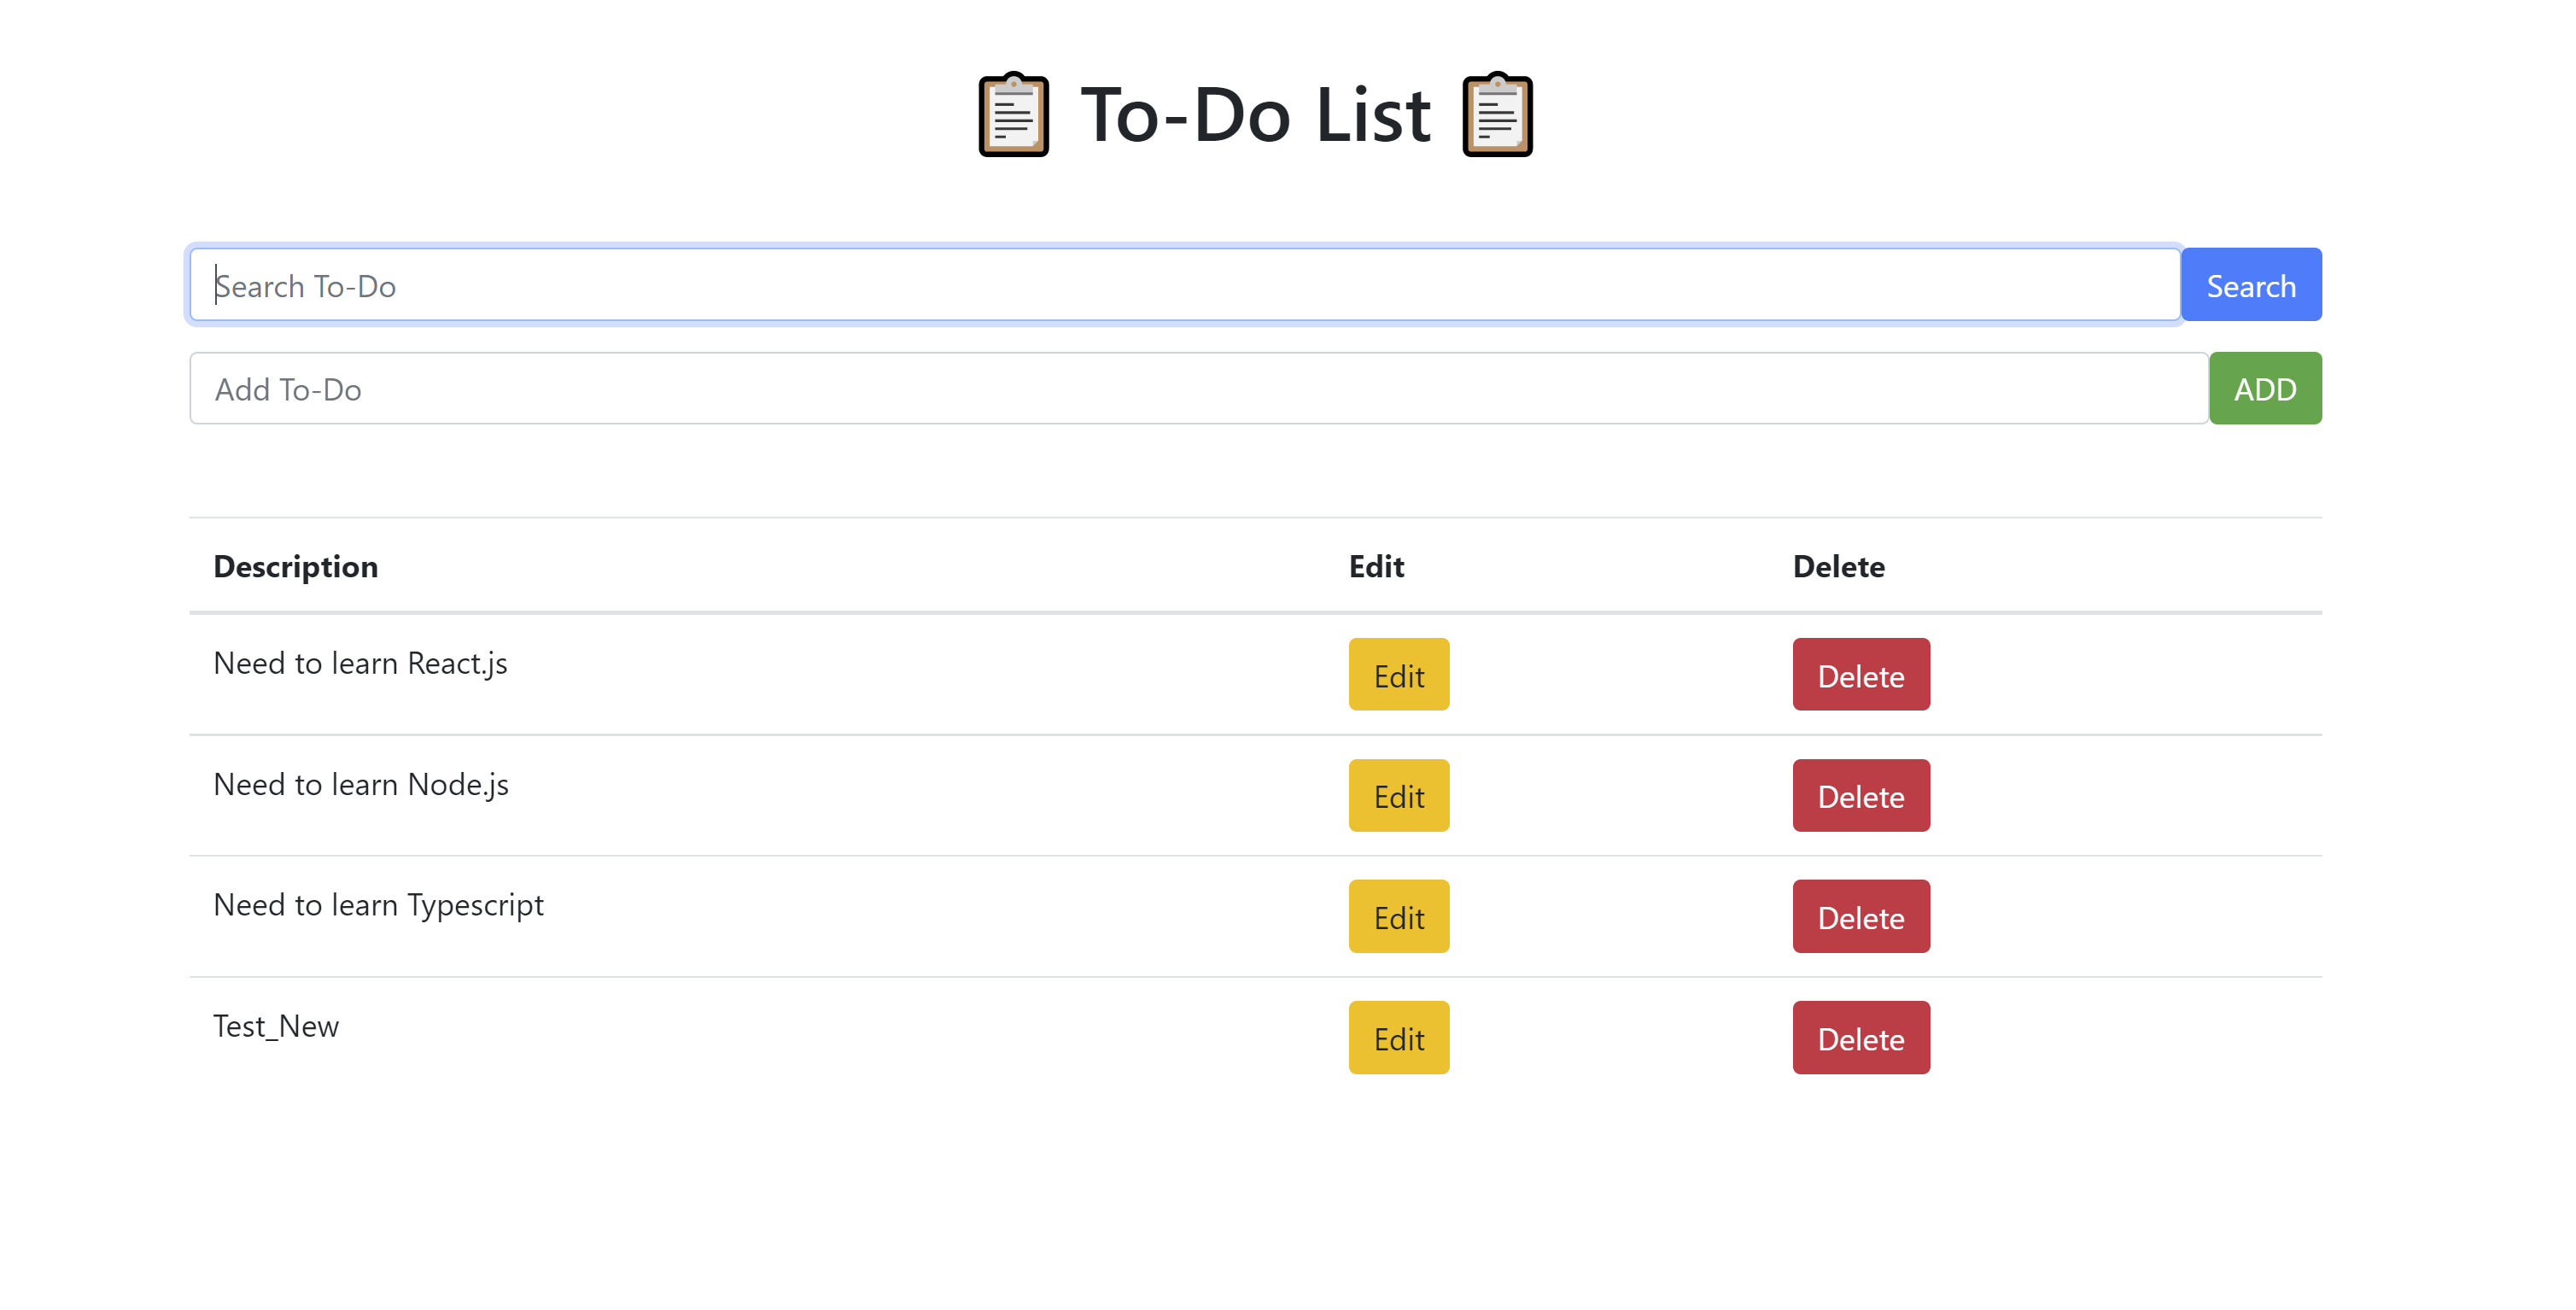 To-Do List
Search To-Do Search
Add To-Do ADD
Description Edit Delete
Need to learn React.js Edit Delete
Need to learn Node.js Edit Delete
Need to learn Typescript Edit Delete
Test_New Edit Delete